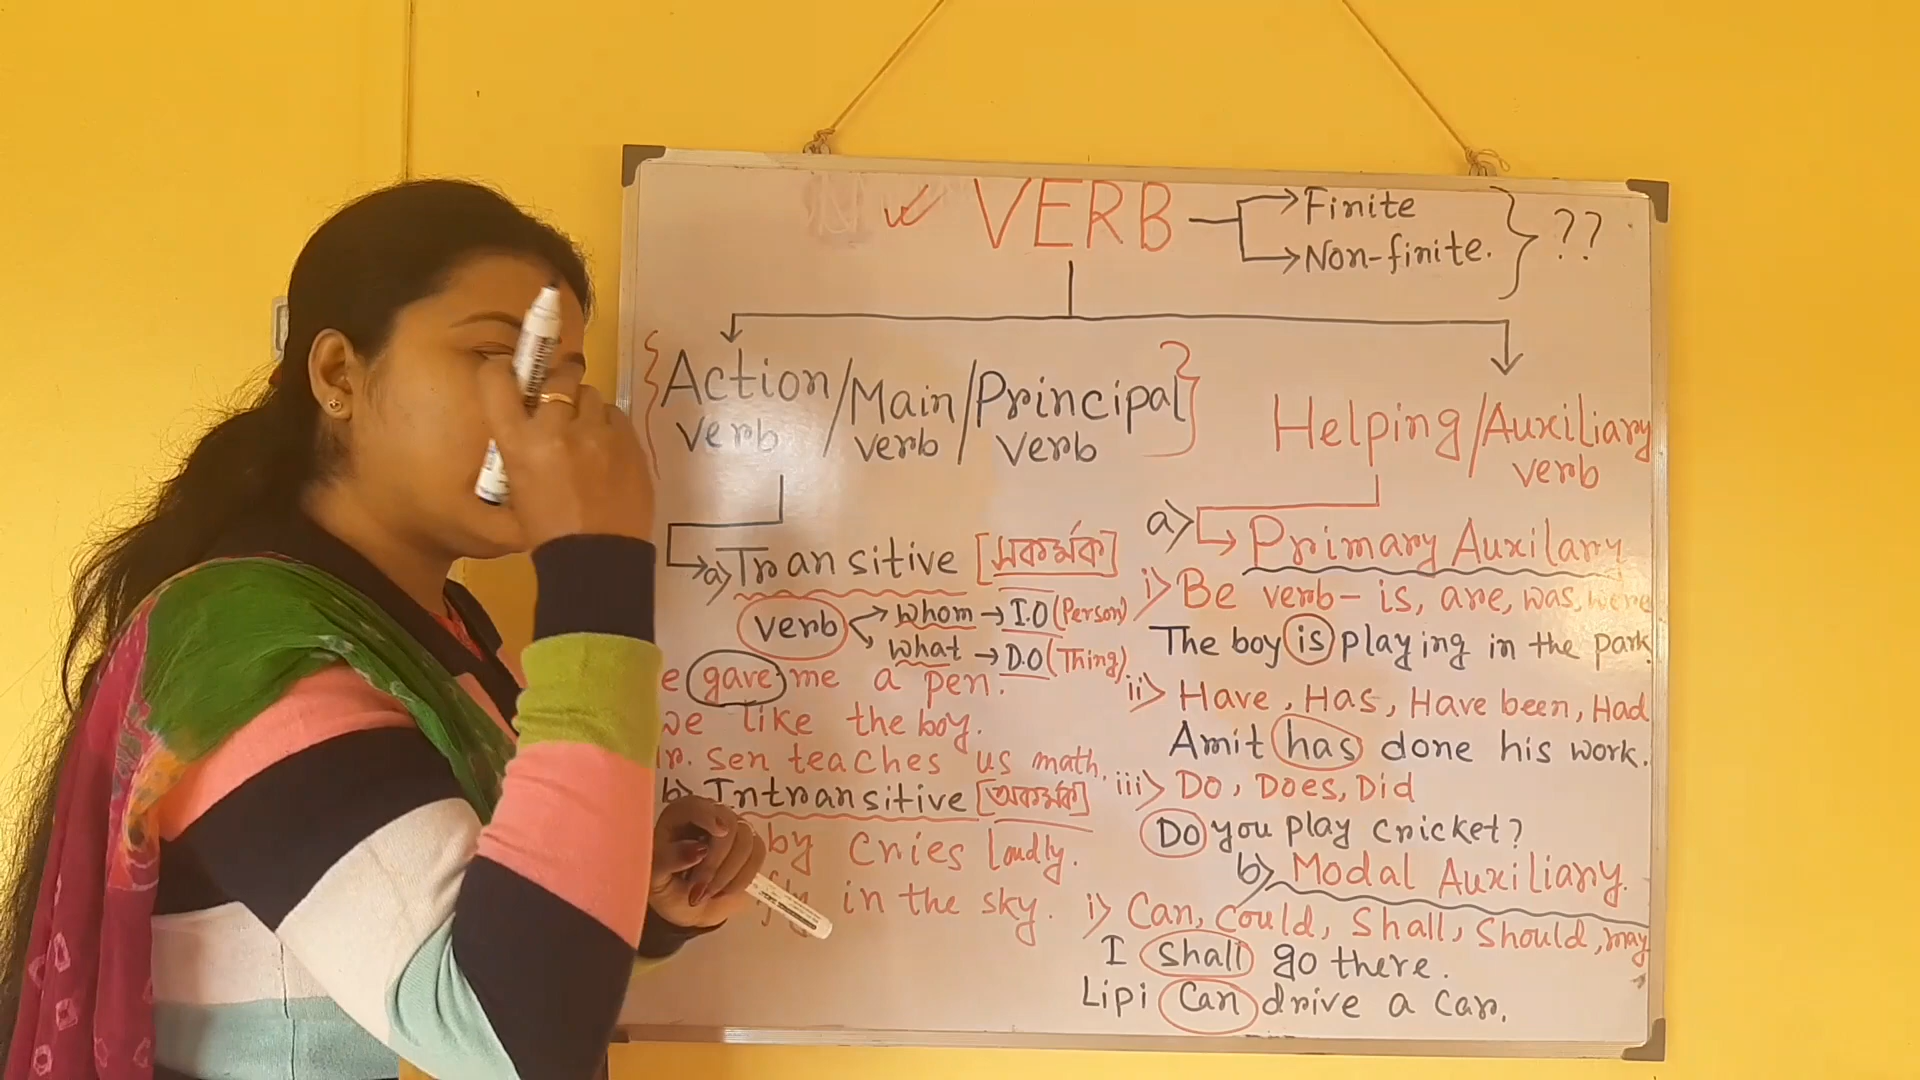 VERB
Finite
Non-finite. ??
Action verb / Main verb / Principal verb
Helping / Auxiliary verb
a) Transitive [সকর্মক]
verb
whom → I.O (Person)
what → D.O (Thing).
gave me a pen.
like the boy.
Sen teaches us math.
b) Intransitive [অকর্মক]
cries loudly.
in the sky.
a) Primary Auxilary
i) Be verb - is, are, was, were
The boy is playing in the park.
ii) Have, Has, Have been, Had
Amit has done his work.
iii) Do, Does, Did
Do you play cricket?
b) Modal Auxiliary.
i) Can, Could, Shall, Should, may
I shall go there.
Lipi Can drive a car.